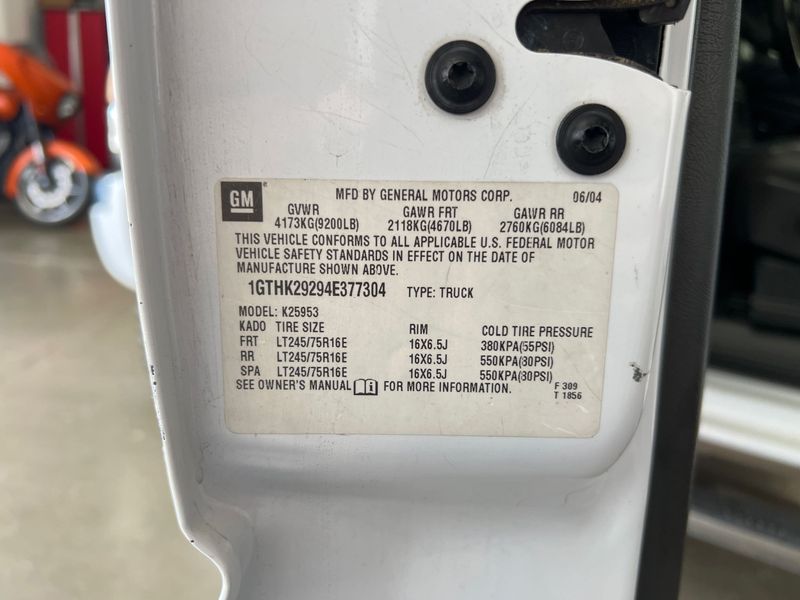 GM
MFD BY GENERAL MOTORS CORP. 06/04
GVWR GAWR FRT GAWR RR
4173KG(9200LB) 2118KG(4670LB) 2760KG(6084LB)
THIS VEHICLE CONFORMS TO ALL APPLICABLE U.S. FEDERAL MOTOR
VEHICLE SAFETY STANDARDS IN EFFECT ON THE DATE OF
MANUFACTURE SHOWN ABOVE.
1GTHK29294E377304 TYPE: TRUCK
MODEL: K25953
KADO TIRE SIZE RIM COLD TIRE PRESSURE
FRT LT245/75R16E 16X6.5J 380KPA(55PSI)
RR LT245/75R16E 16X6.5J 550KPA(80PSI)
SPA LT245/75R16E 16X6.5J 550KPA(80PSI)
SEE OWNER'S MANUAL FOR MORE INFORMATION.
F 309
T 1856